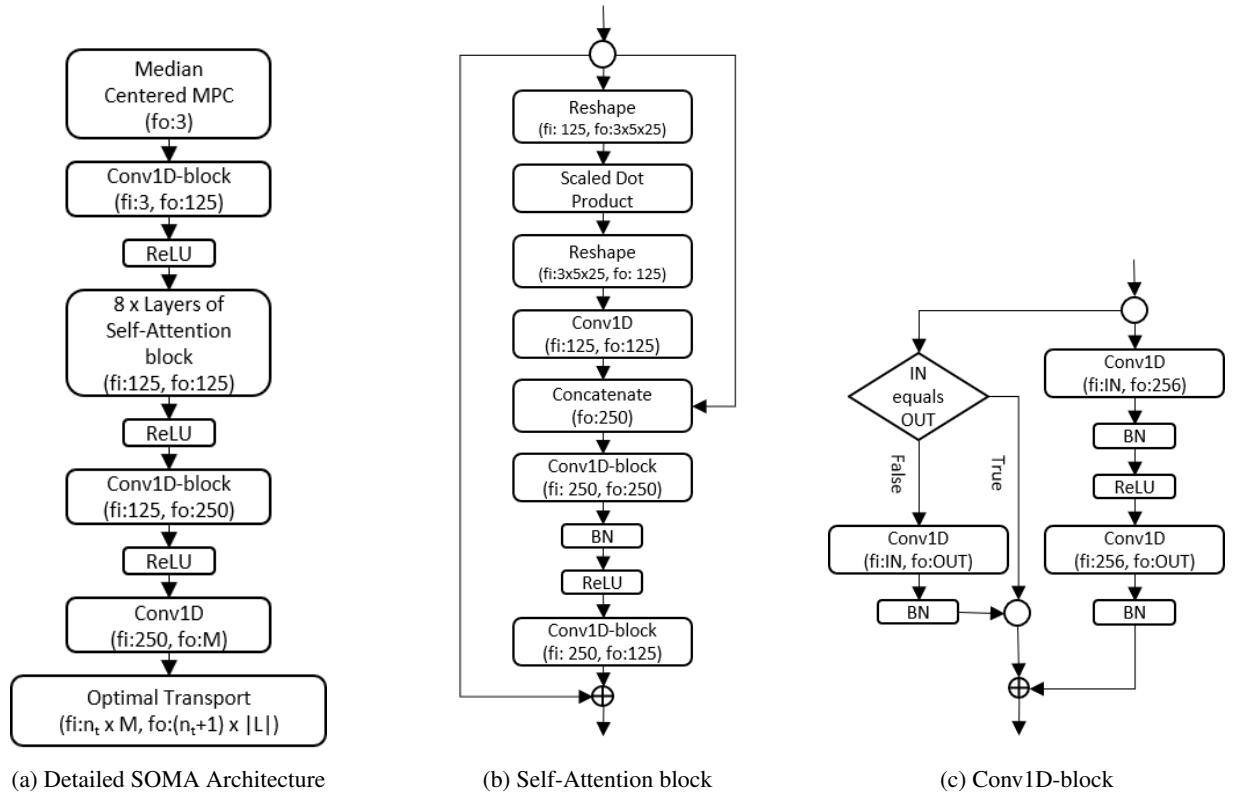 Median
Centered MPC
(fo:3)
Conv1D-block
(fi:3, fo:125)
ReLU
8 x Layers of
Self-Attention
block
(fi:125, fo:125)
ReLU
Conv1D-block
(fi:125, fo:250)
ReLU
Conv1D
(fi:250, fo:M)
Optimal Transport
(fi:nₜ x M, fo:(nₜ+1) x |L|)
(a) Detailed SOMA Architecture
Reshape
(fi: 125, fo:3x5x25)
Scaled Dot
Product
Reshape
(fi:3x5x25, fo: 125)
Conv1D
(fi:125, fo:125)
Concatenate
(fo:250)
Conv1D-block
(fi: 250, fo:250)
BN
ReLU
Conv1D-block
(fi: 250, fo:125)
(b) Self-Attention block
IN
equals
OUT
False
True
Conv1D
(fi:IN, fo:OUT)
BN
Conv1D
(fi:IN, fo:256)
BN
ReLU
Conv1D
(fi:256, fo:OUT)
BN
(c) Conv1D-block